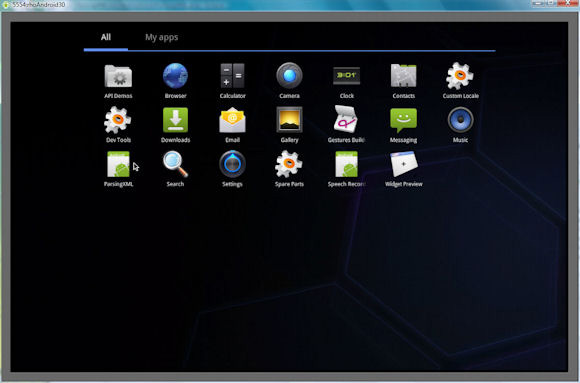 5554:rhoAndroid30
All My apps
API Demos Browser Calculator Camera Clock Contacts Custom Locale
Dev Tools Downloads Email Gallery Gestures Build Messaging Music
ParsingXML Search Settings Spare Parts Speech Recor Widget Preview